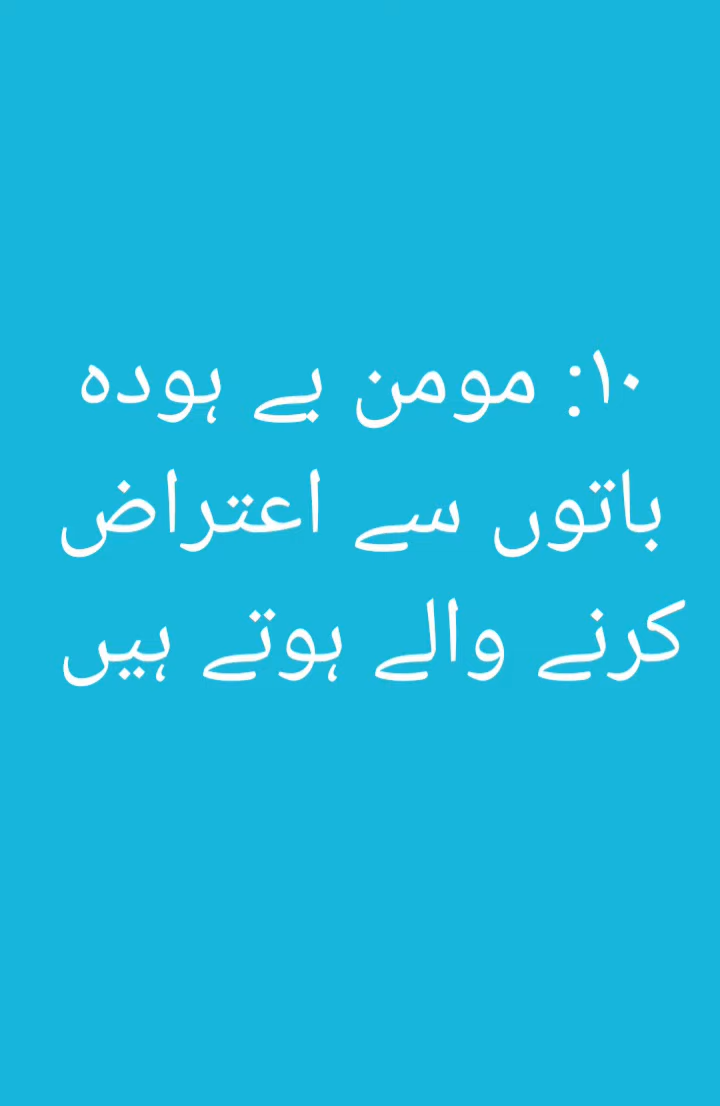 ۱۰: مومن بے ہودہ
باتوں سے اعتراض
کرنے والے ہوتے ہیں